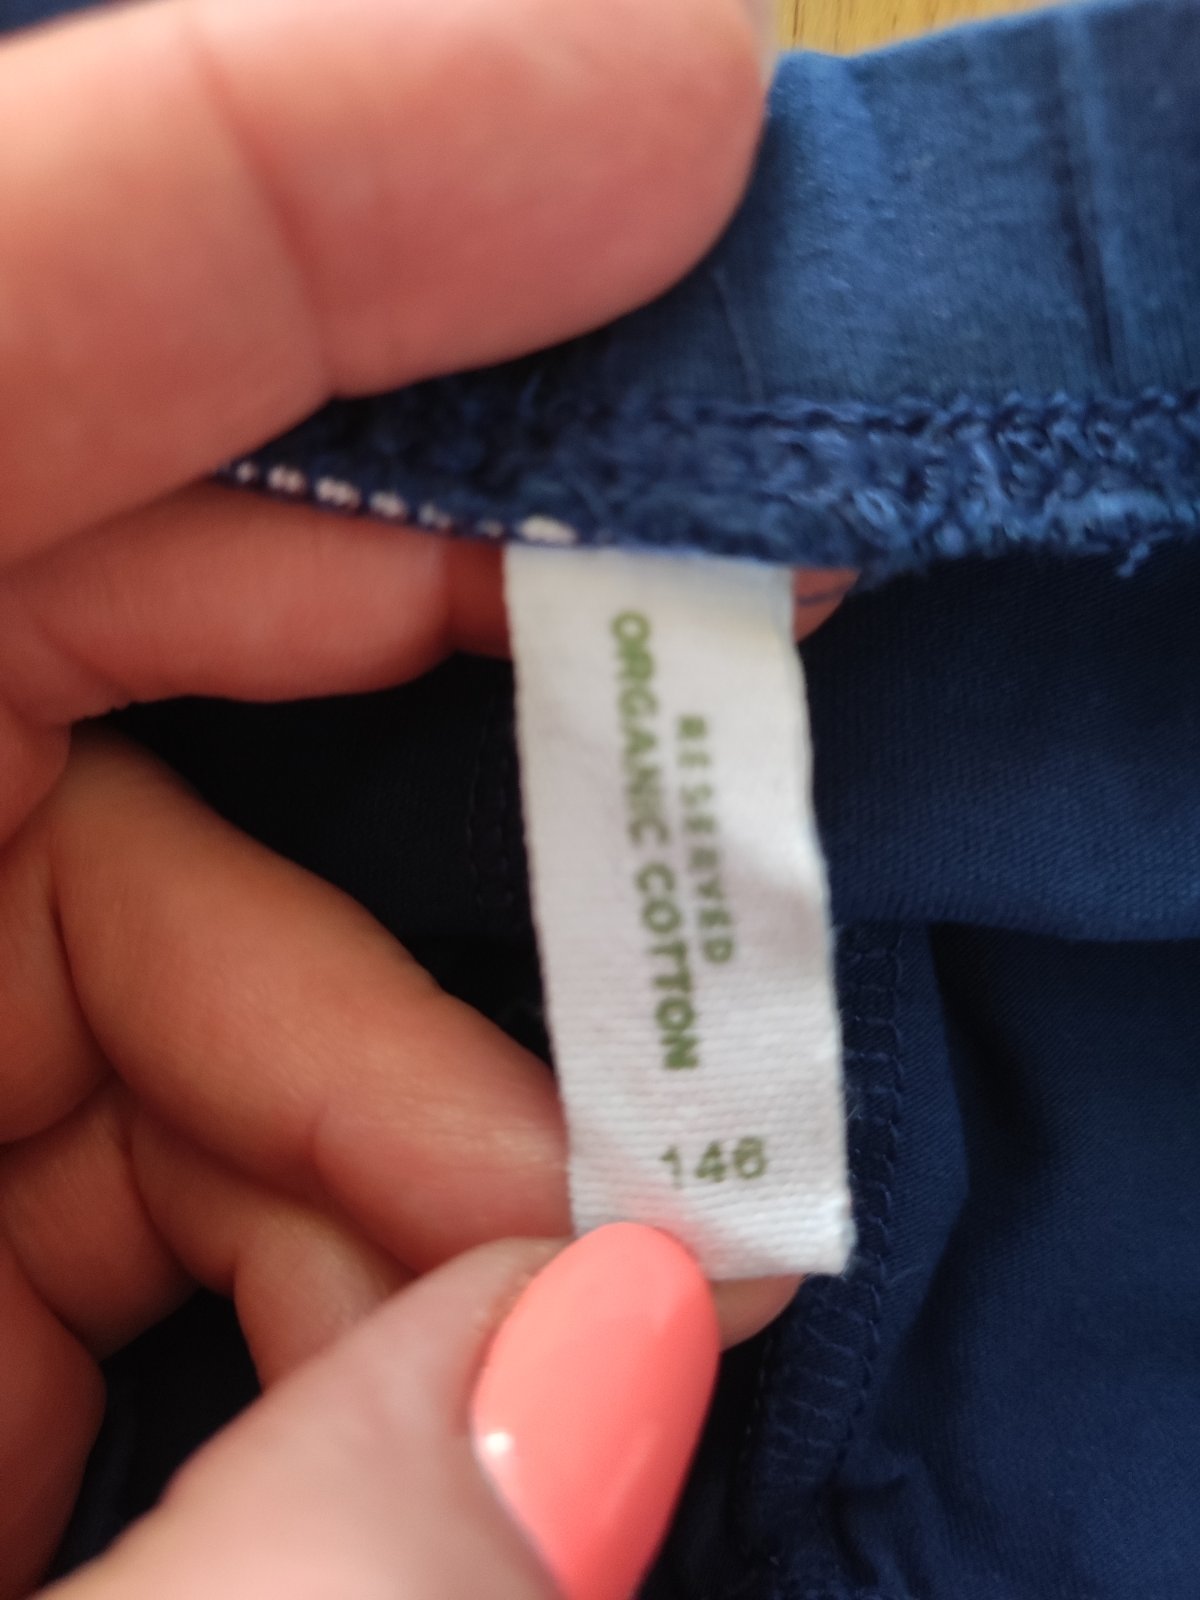 RESERVED
ORGANIC COTTON
146